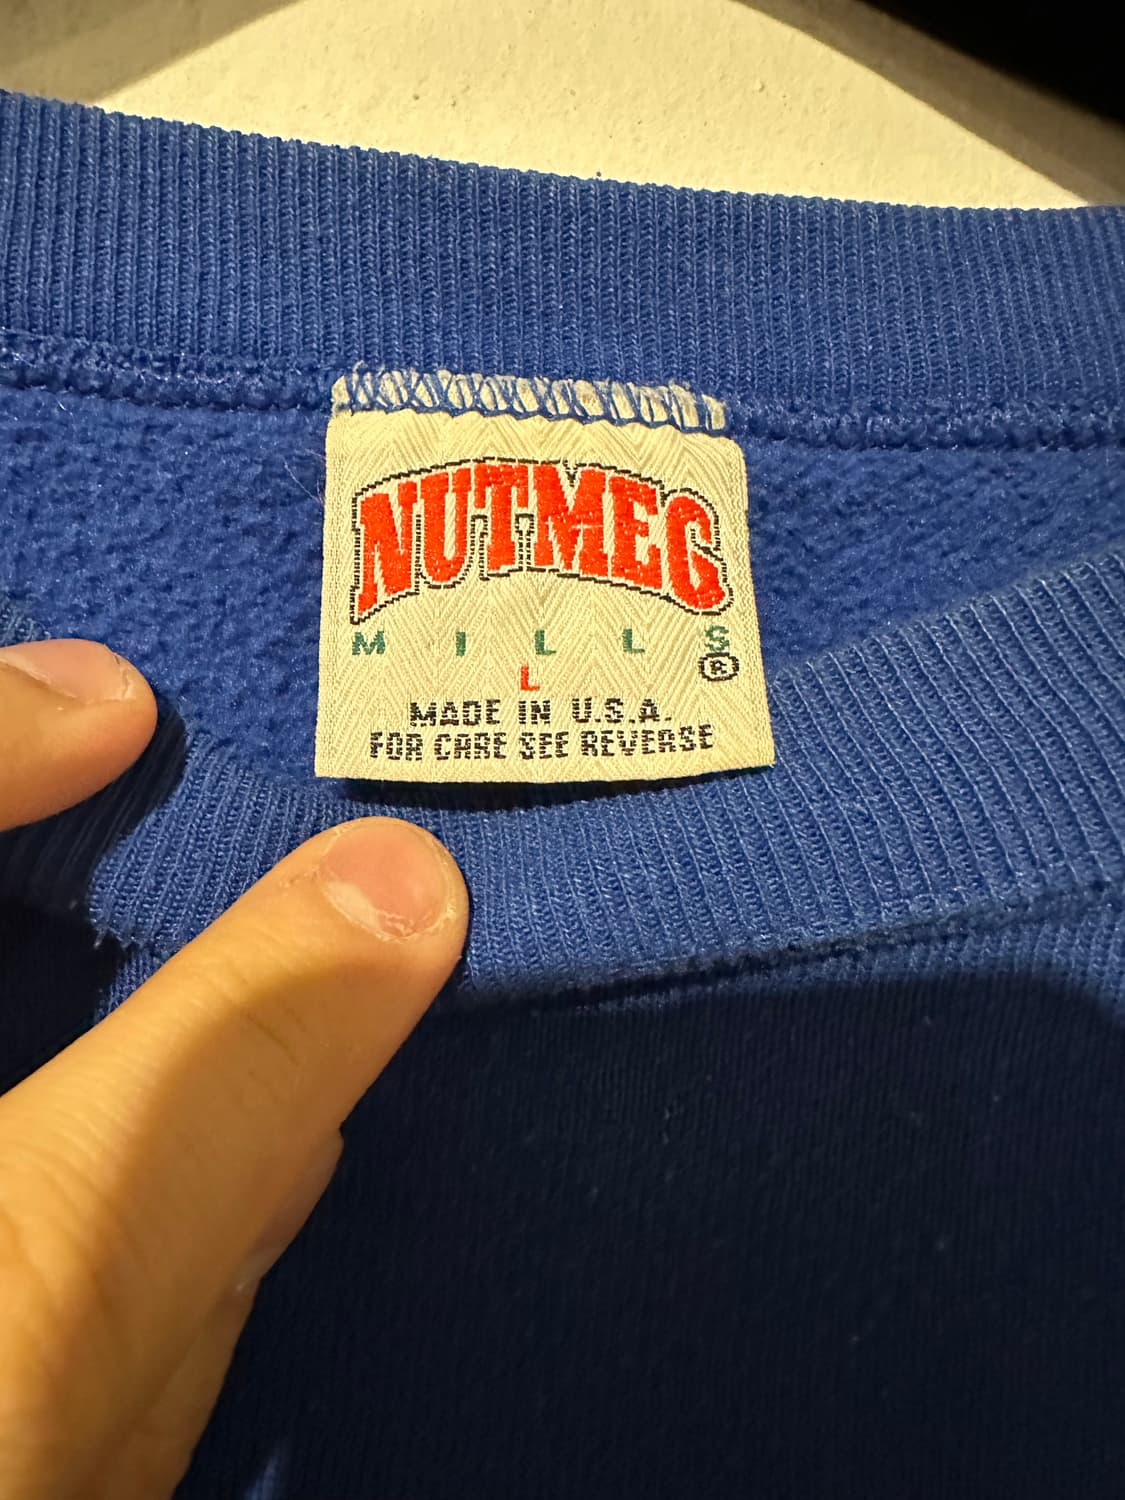 NUTMEG
MILLS
®
L
MADE IN U.S.A.
FOR CARE SEE REVERSE